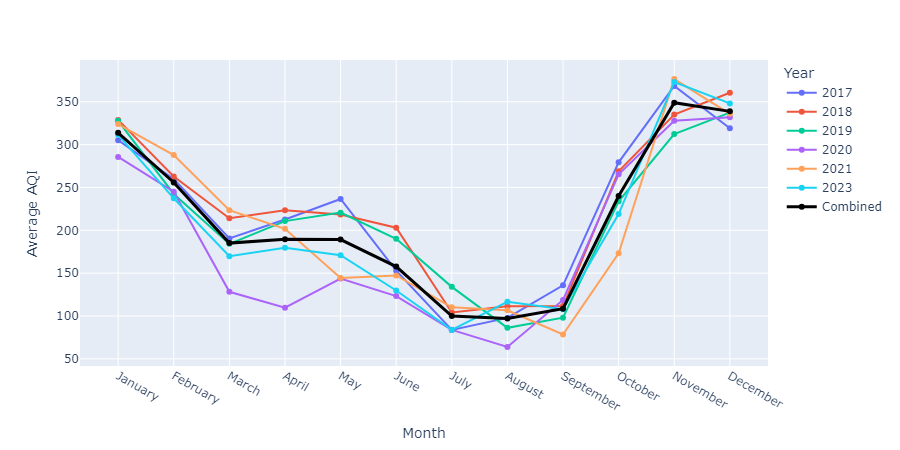 Year
2017
2018
2019
2020
2021
2023
Combined
Average AQI
350
300
250
200
150
100
50
January
February
March
April
May
June
July
August
September
October
November
December
Month